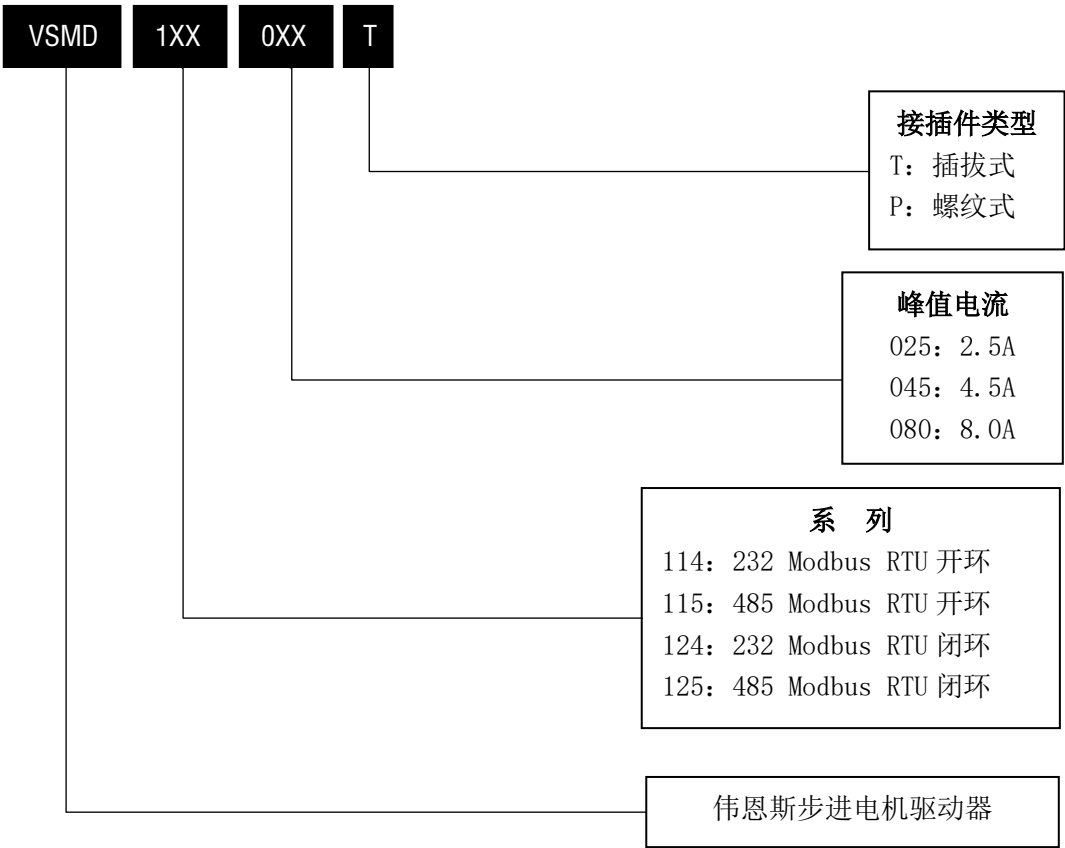 VSMD 1XX 0XX T
接插件类型
T: 插拔式
P: 螺纹式
峰值电流
025: 2.5A
045: 4.5A
080: 8.0A
系 列
114: 232 Modbus RTU 开环
115: 485 Modbus RTU 开环
124: 232 Modbus RTU 闭环
125: 485 Modbus RTU 闭环
伟恩斯步进电机驱动器